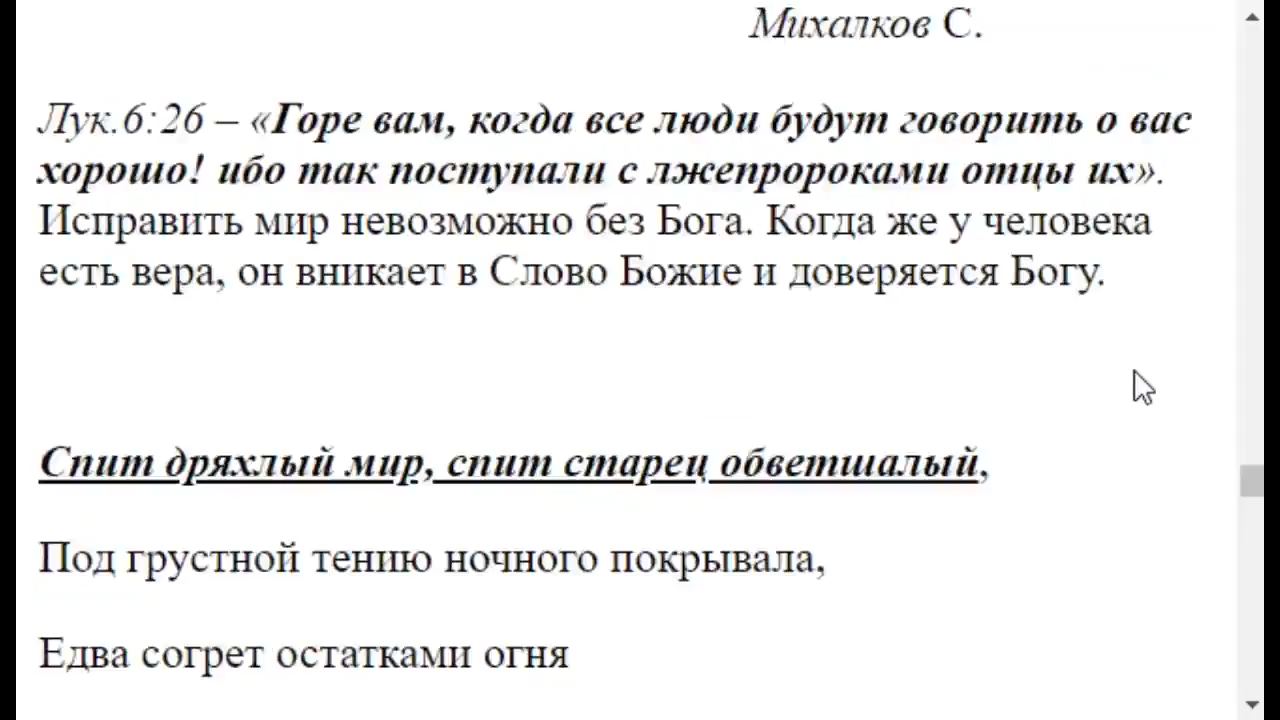 Михалков С.
Лук.6:26 – «Горе вам, когда все люди будут говорить о вас
хорошо! ибо так поступали с лжепророками отцы их».
Исправить мир невозможно без Бога. Когда же у человека
есть вера, он вникает в Слово Божие и доверяется Богу.
Спит дряхлый мир, спит старец обветшалый,
Под грустной тению ночного покрывала,
Едва согрет остатками огня